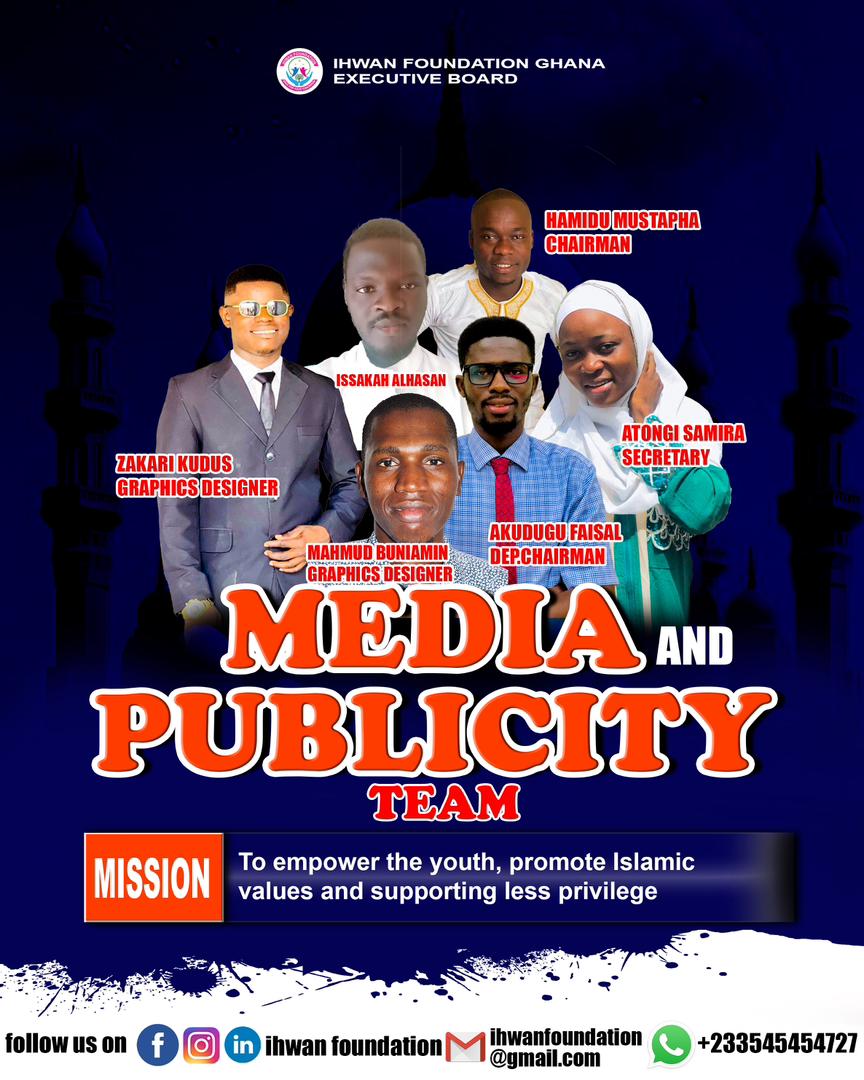 IHWAN FOUNDATION GHANA
EXECUTIVE BOARD
HAMIDU MUSTAPHA
CHAIRMAN
ISSAKAH ALHASAN
ATONGI SAMIRA
SECRETARY
ZAKARI KUDUS
GRAPHICS DESIGNER
AKUDUGU FAISAL
DEP.CHAIRMAN
MAHMUD BUNIAMIN
GRAPHICS DESIGNER
MEDIA AND
PUBLICITY
TEAM
MISSION
To empower the youth, promote Islamic
values and supporting less privilege
follow us on
ihwan foundation
ihwanfoundation
@gmail.com
+233545454727